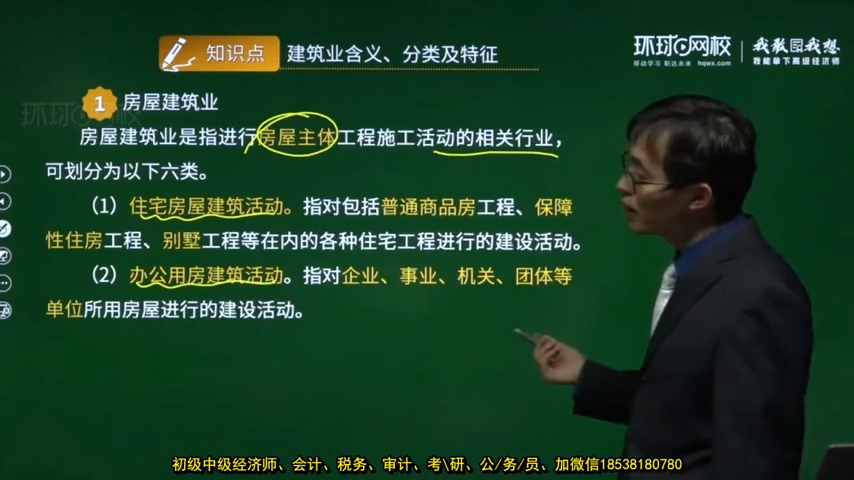 知识点 建筑业含义、分类及特征
环球网校 我教因我想
移动学习 职达未来 hqwx.com 我能拿下高级经济师
环球网校
1 房屋建筑业
房屋建筑业是指进行房屋主体工程施工活动的相关行业，
可划分为以下六类。
（1）住宅房屋建筑活动。指对包括普通商品房工程、保障
性住房工程、别墅工程等在内的各种住宅工程进行的建设活动。
（2）办公用房建筑活动。指对企业、事业、机关、团体等
单位所用房屋进行的建设活动。
初级中级经济师、会计、税务、审计、考\研、公/务/员、加微信18538180780